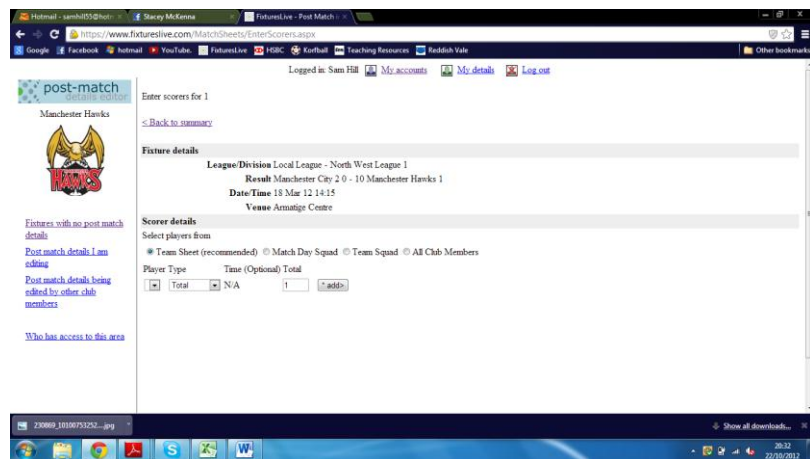 Hotmail - samhill55@hotm
Stacey McKenna
FixturesLive - Post Match
https://www.fixtureslive.com/MatchSheets/EnterScorers.aspx
Google Facebook hotmail YouTube. FixturesLive HSBC Korfball Teaching Resources Reddish Vale Other bookmarks
Logged in: Sam Hill My accounts My details Log out
post-match
details editor
Manchester Hawks
HAWKS
Fixtures with no post match
details
Post match details I am
editing
Post match details being
edited by other club
members
Who has access to this area
Enter scorers for 1
< Back to summary
Fixture details
League/Division Local League - North West League 1
Result Manchester City 2 0 - 10 Manchester Hawks 1
Date/Time 18 Mar 12 14:15
Venue Armatige Centre
Scorer details
Select players from
Team Sheet (recommended) Match Day Squad Team Squad All Club Members
Player Type Time (Optional) Total
Total N/A 1 * add>
230869_10100753252....jpg
Show all downloads...
20:32
22/10/2012